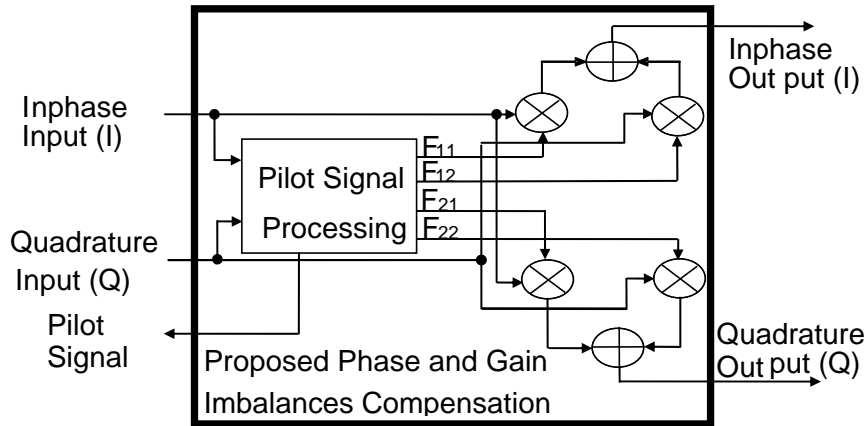 Inphase
Input (I)
Quadrature
Input (Q)
Pilot
Signal
Pilot Signal
Processing
F11
F12
F21
F22
Inphase
Out put (I)
Quadrature
Out put (Q)
Proposed Phase and Gain
Imbalances Compensation